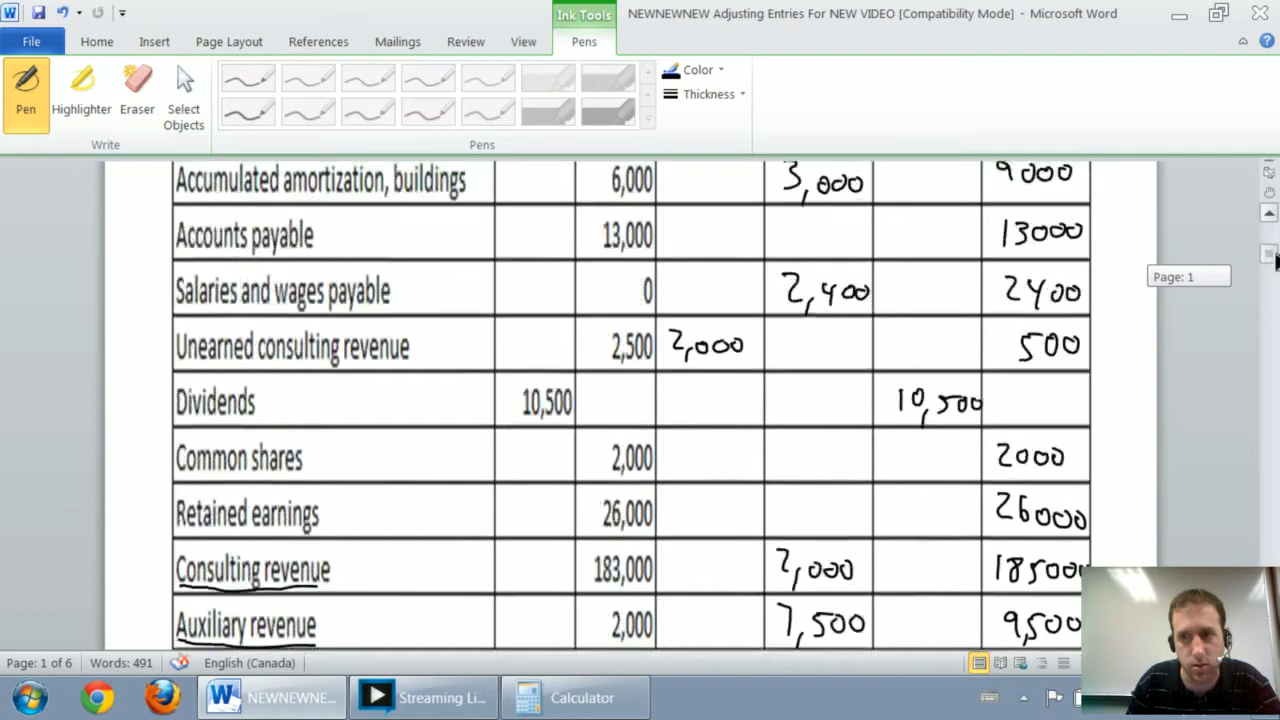 Ink Tools
NEWNEWNEW Adjusting Entries For NEW VIDEO [Compatibility Mode] - Microsoft Word
File Home Insert Page Layout References Mailings Review View Pens
Pen Highlighter Eraser Select Objects
Color
Thickness
Write Pens
Accumulated amortization, buildings 6,000 3,000 9000
Accounts payable 13,000 13000
Salaries and wages payable 0 2,400 2400
Page: 1
Unearned consulting revenue 2,500 2,000 500
Dividends 10,500 10,500
Common shares 2,000 2000
Retained earnings 26,000 26000
Consulting revenue 183,000 2,000 185000
Auxiliary revenue 2,000 7,500 9,500
Page: 1 of 6 Words: 491 English (Canada)
NEWNEWNE... Streaming Li... Calculator